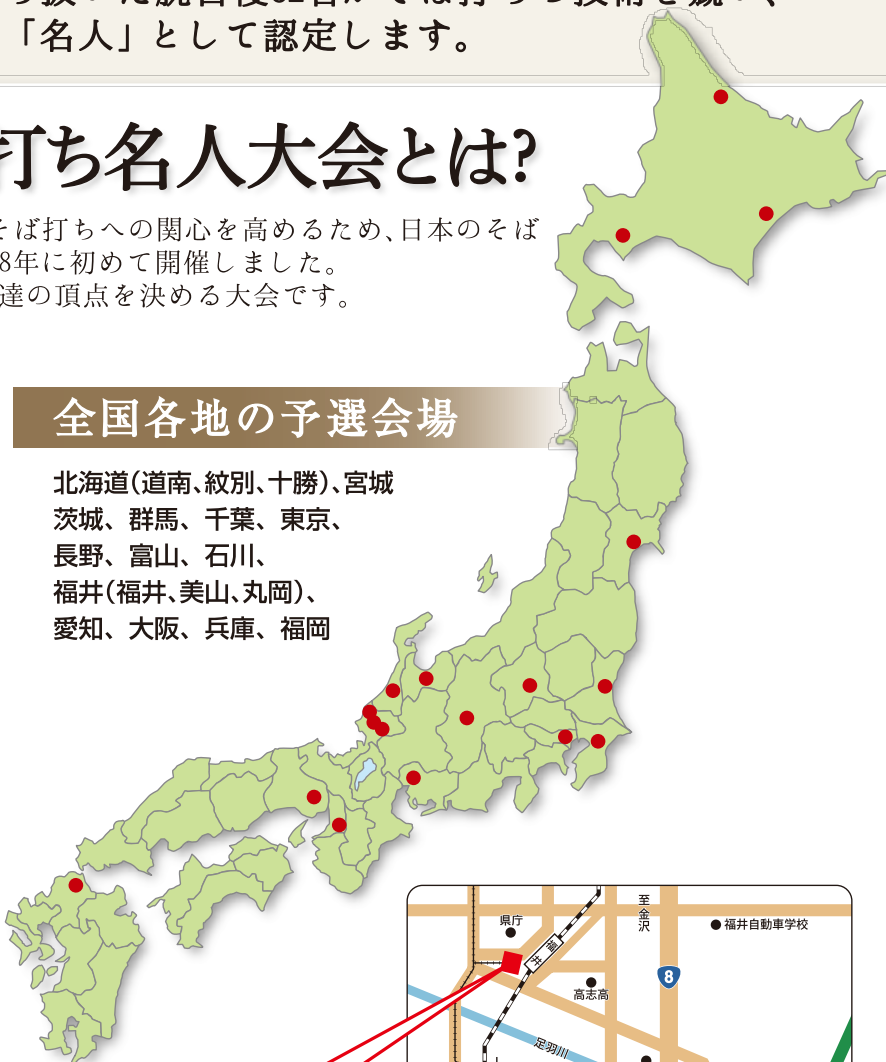 「名人」として認定します。
打ち名人大会とは?
そば打ちへの関心を高めるため、日本のそば
8年に初めて開催しました。
達の頂点を決める大会です。
全国各地の予選会場
北海道(道南、紋別、十勝)、宮城
茨城、群馬、千葉、東京、
長野、富山、石川、
福井(福井、美山、丸岡)、
愛知、大阪、兵庫、福岡
至金沢
県庁
福井自動車学校
福井
8
高志高
足羽川